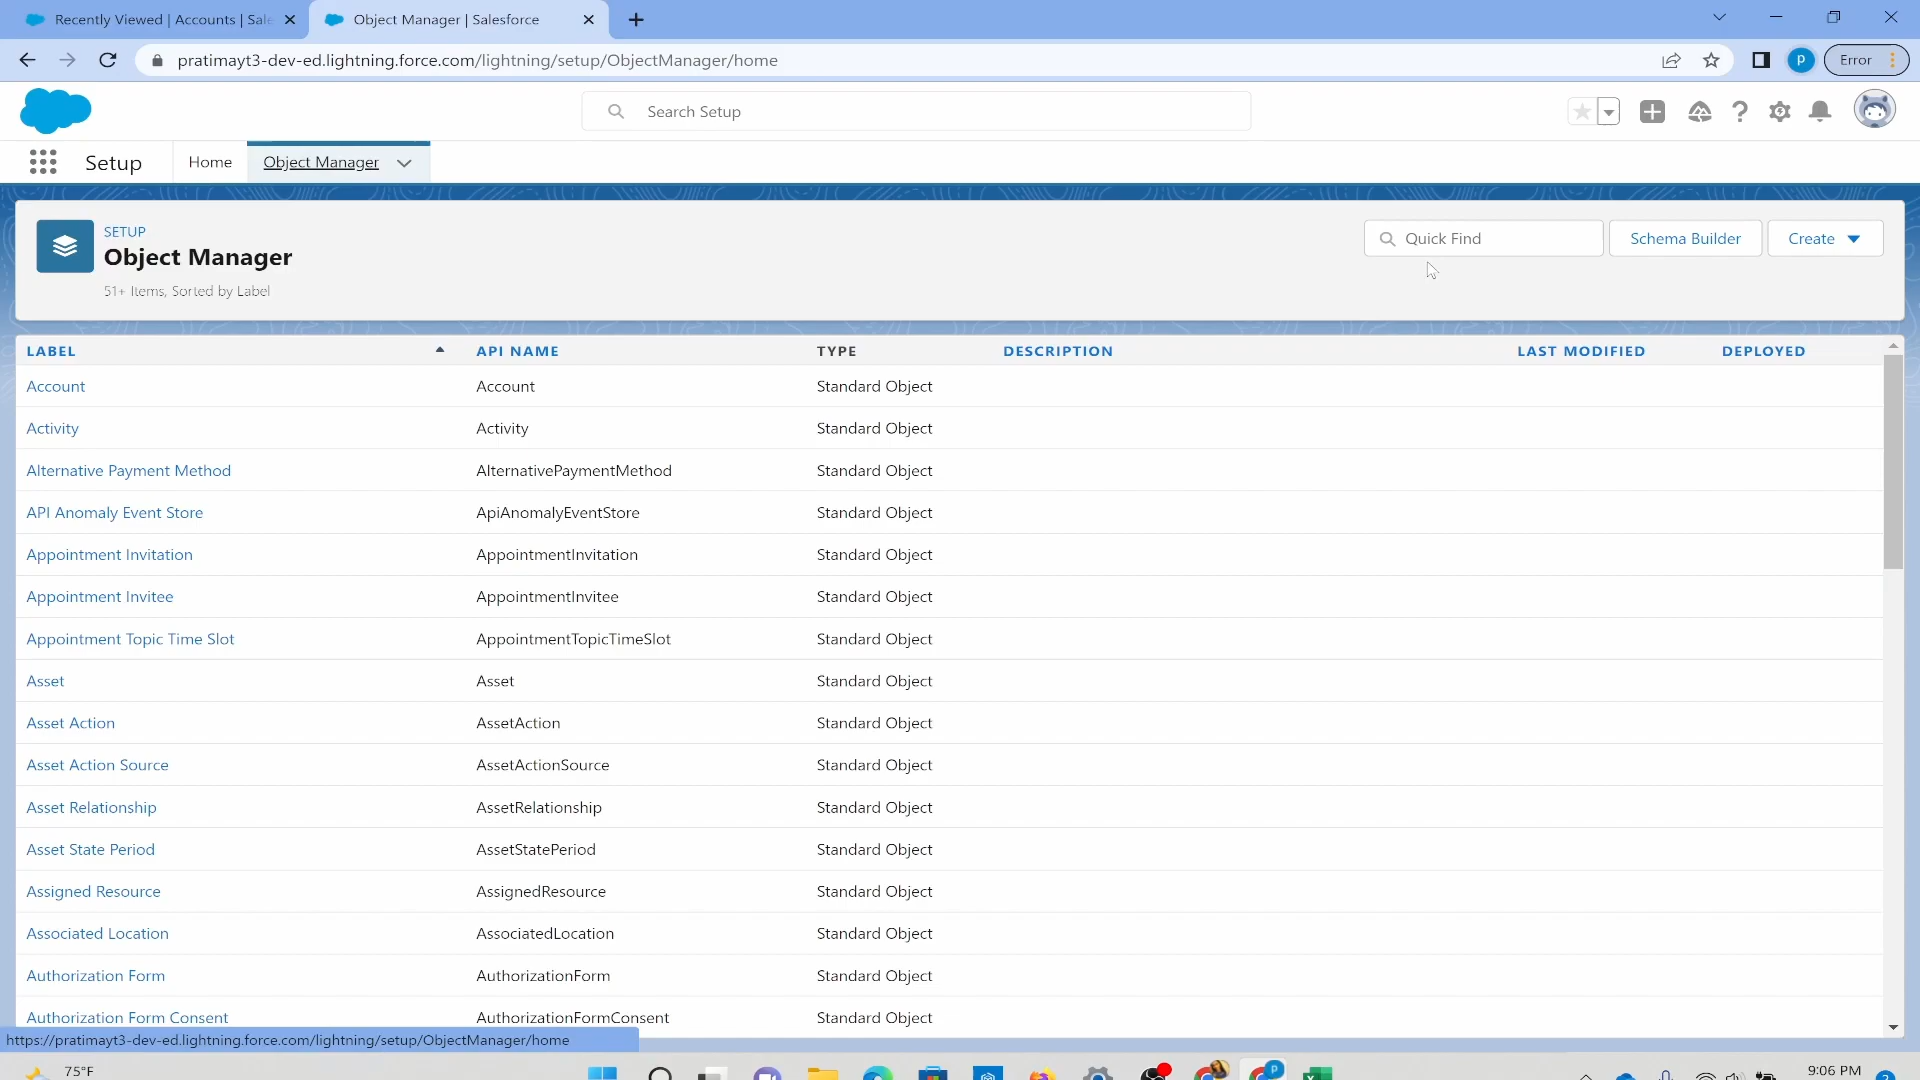 Recently Viewed | Accounts | Sale
Object Manager | Salesforce
pratimayt3-dev-ed.lightning.force.com/lightning/setup/ObjectManager/home
P
Error
Search Setup
Setup
Home
Object Manager
SETUP
Object Manager
51+ Items, Sorted by Label
Quick Find
Schema Builder
Create
LABEL API NAME TYPE DESCRIPTION LAST MODIFIED DEPLOYED
Account Account Standard Object
Activity Activity Standard Object
Alternative Payment Method AlternativePaymentMethod Standard Object
API Anomaly Event Store ApiAnomalyEventStore Standard Object
Appointment Invitation AppointmentInvitation Standard Object
Appointment Invitee AppointmentInvitee Standard Object
Appointment Topic Time Slot AppointmentTopicTimeSlot Standard Object
Asset Asset Standard Object
Asset Action AssetAction Standard Object
Asset Action Source AssetActionSource Standard Object
Asset Relationship AssetRelationship Standard Object
Asset State Period AssetStatePeriod Standard Object
Assigned Resource AssignedResource Standard Object
Associated Location AssociatedLocation Standard Object
Authorization Form AuthorizationForm Standard Object
Authorization Form Consent AuthorizationFormConsent Standard Object
https://pratimayt3-dev-ed.lightning.force.com/lightning/setup/ObjectManager/home
75°F
P
9:06 PM
2